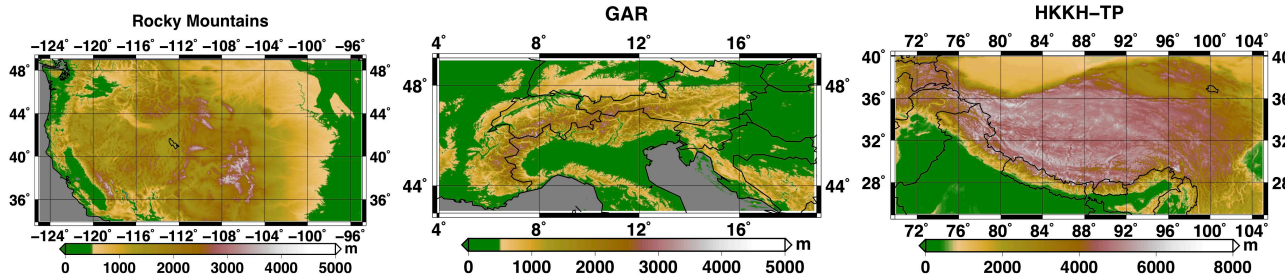 Rocky Mountains
−124° −120° −116° −112° −108° −104° −100° −96°
48° 48°
44° 44°
40° 40°
36° 36°
−124° −120° −116° −112° −108° −104° −100° −96°
m
0 1000 2000 3000 4000 5000
GAR
4° 8° 12° 16°
48° 48°
44° 44°
4° 8° 12° 16°
m
0 1000 2000 3000 4000 5000
HKKH−TP
72° 76° 80° 84° 88° 92° 96° 100° 104°
40° 40
36° 36
32° 32
28° 28
72° 76° 80° 84° 88° 92° 96° 100° 104°
m
0 2000 4000 6000 8000